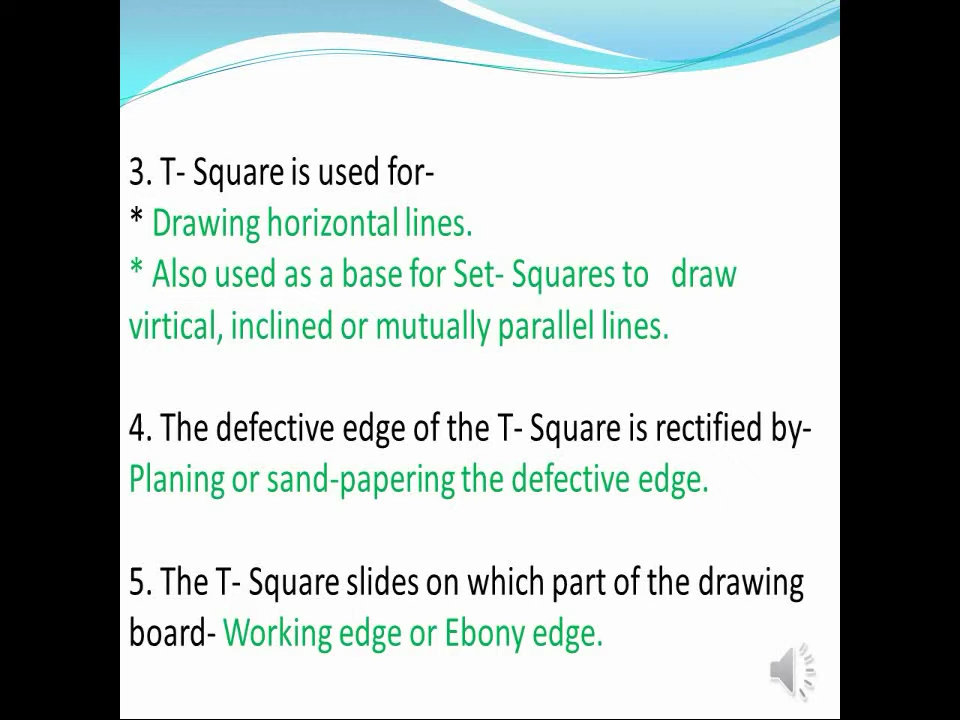 3. T- Square is used for-
* Drawing horizontal lines.
* Also used as a base for Set- Squares to draw
virtical, inclined or mutually parallel lines.
4. The defective edge of the T- Square is rectified by-
Planing or sand-papering the defective edge.
5. The T- Square slides on which part of the drawing
board- Working edge or Ebony edge.